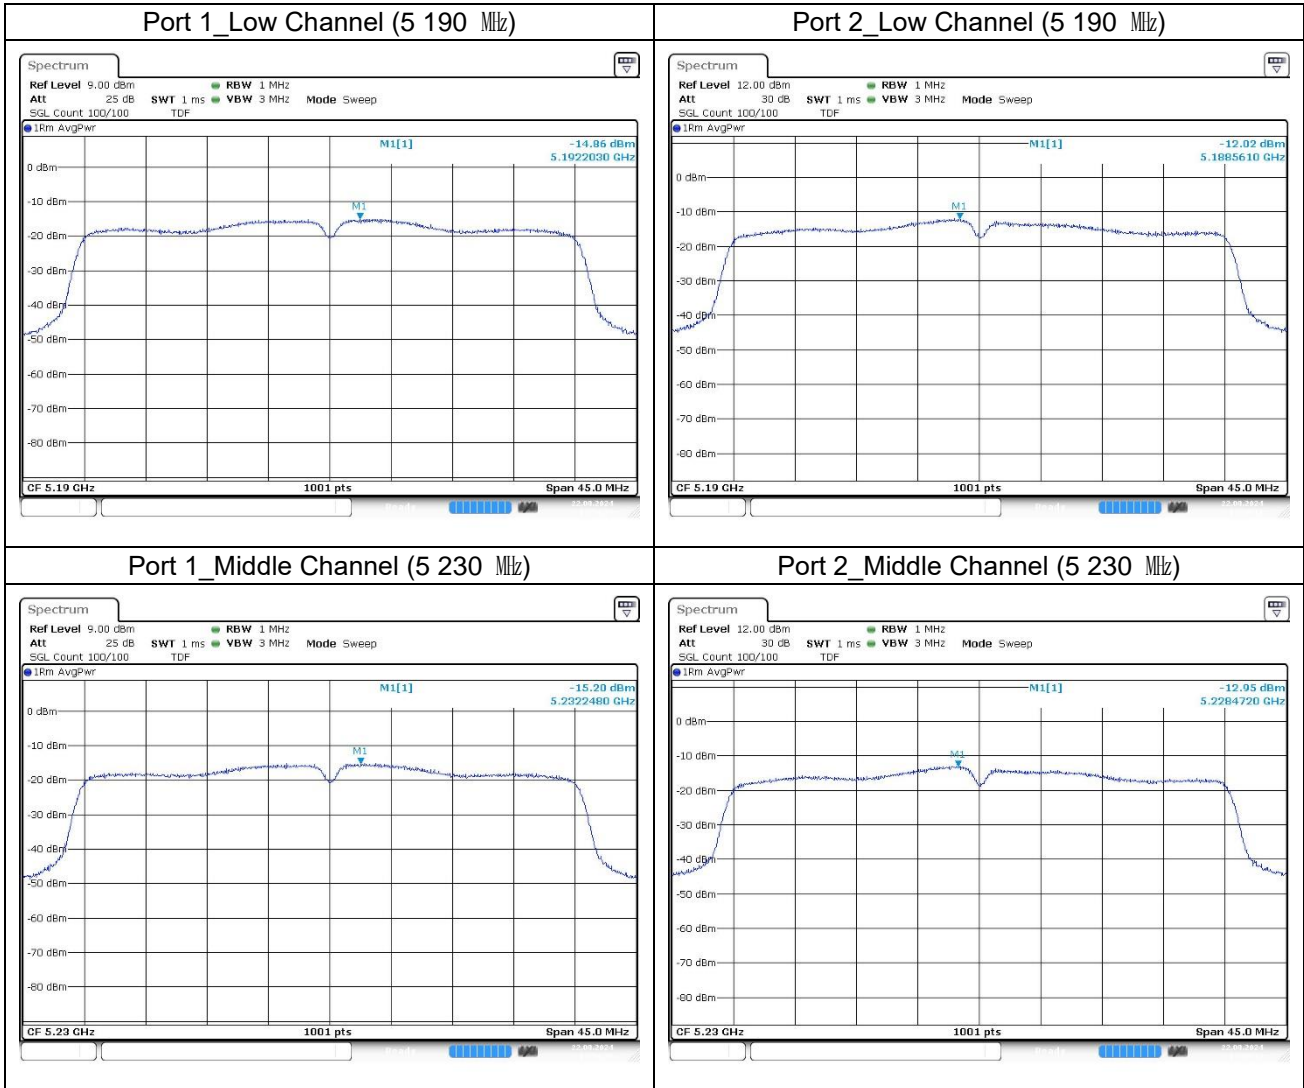 Port 1_Low Channel (5 190 ㎒)
Port 2_Low Channel (5 190 ㎒)
Spectrum
Ref Level 9.00 dBm RBW 1 MHz
Att 25 dB SWT 1 ms VBW 3 MHz Mode Sweep
SGL Count 100/100 TDF
1Rm AvgPwr
M1[1] -14.86 dBm
5.1922030 GHz
0 dBm
M1
-10 dBm
-20 dBm
-30 dBm
-40 dBm
-50 dBm
-60 dBm
-70 dBm
-80 dBm
CF 5.19 GHz 1001 pts Span 45.0 MHz
Spectrum
Ref Level 12.00 dBm RBW 1 MHz
Att 30 dB SWT 1 ms VBW 3 MHz Mode Sweep
SGL Count 100/100 TDF
1Rm AvgPwr
M1[1] -12.02 dBm
5.1885610 GHz
0 dBm
M1
-10 dBm
-20 dBm
-30 dBm
-40 dBm
-50 dBm
-60 dBm
-70 dBm
-80 dBm
CF 5.19 GHz 1001 pts Span 45.0 MHz
Port 1_Middle Channel (5 230 ㎒)
Port 2_Middle Channel (5 230 ㎒)
Spectrum
Ref Level 9.00 dBm RBW 1 MHz
Att 25 dB SWT 1 ms VBW 3 MHz Mode Sweep
SGL Count 100/100 TDF
1Rm AvgPwr
M1[1] -15.20 dBm
5.2322480 GHz
0 dBm
-10 dBm
M1
-20 dBm
-30 dBm
-40 dBm
-50 dBm
-60 dBm
-70 dBm
-80 dBm
CF 5.23 GHz 1001 pts Span 45.0 MHz
Spectrum
Ref Level 12.00 dBm RBW 1 MHz
Att 30 dB SWT 1 ms VBW 3 MHz Mode Sweep
SGL Count 100/100 TDF
1Rm AvgPwr
M1[1] -12.95 dBm
5.2284720 GHz
0 dBm
-10 dBm
M1
-20 dBm
-30 dBm
-40 dBm
-50 dBm
-60 dBm
-70 dBm
-80 dBm
CF 5.23 GHz 1001 pts Span 45.0 MHz